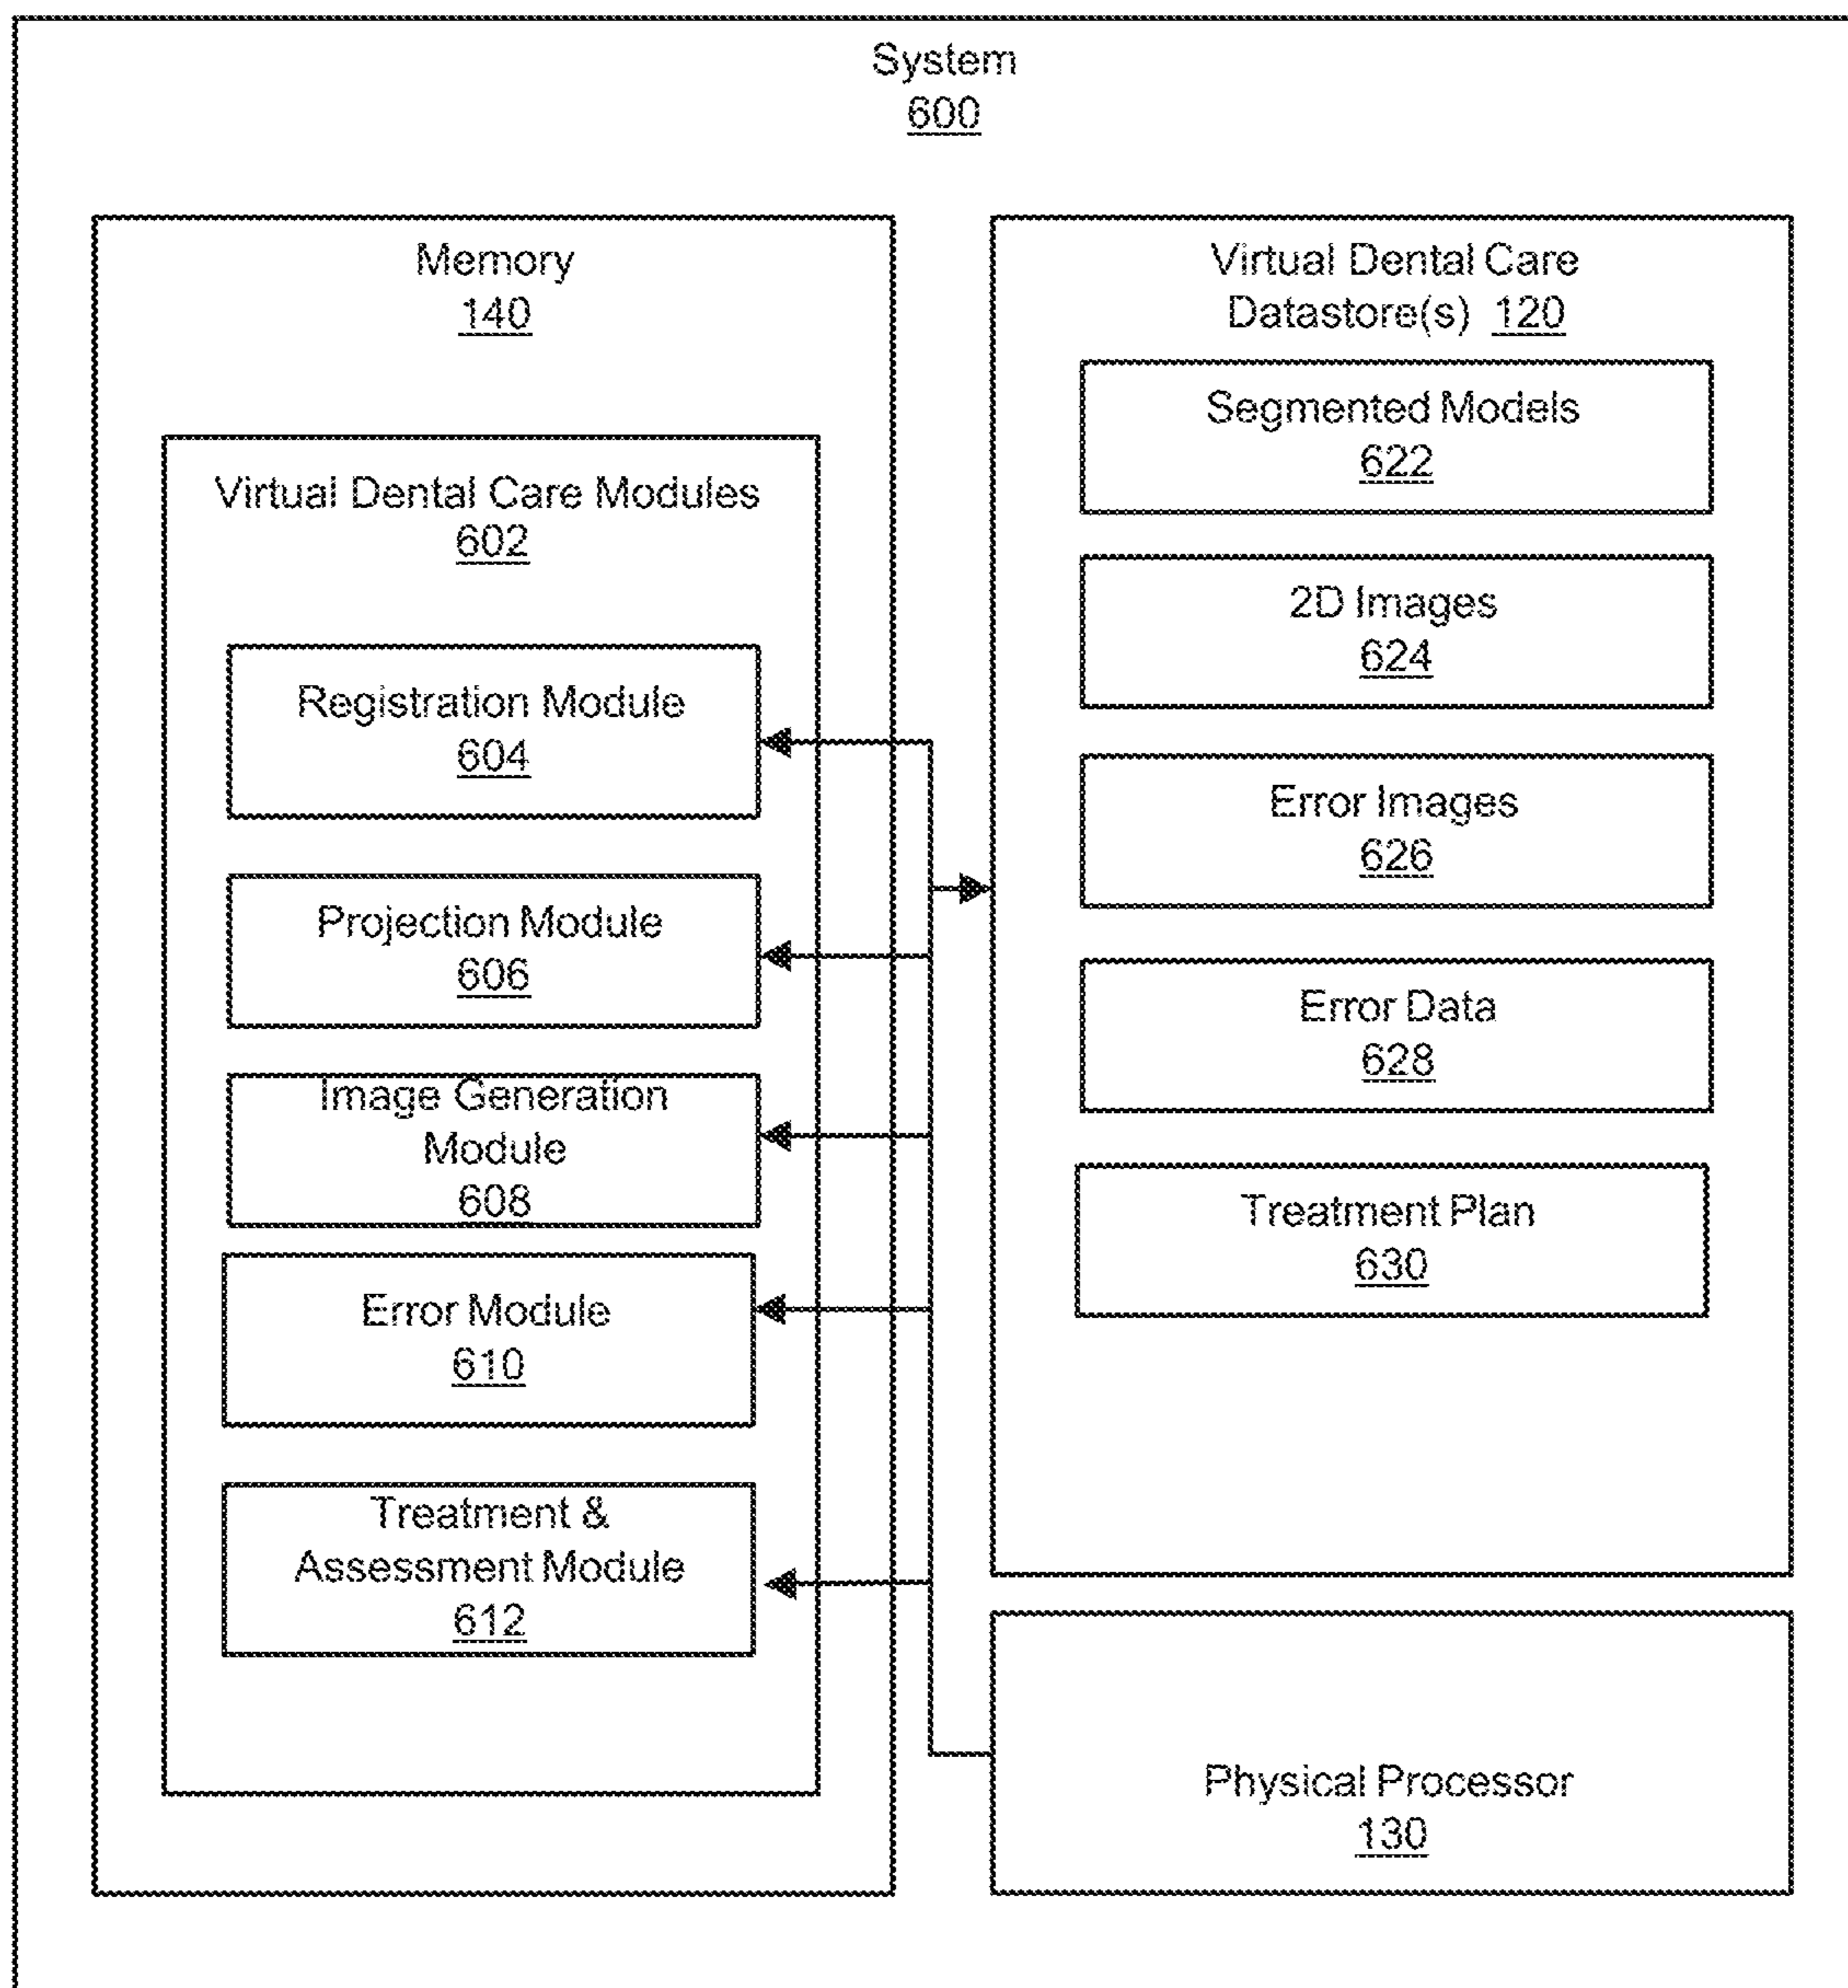 System
600
Memory
140
Virtual Dental Care Modules
602
Registration Module
604
Projection Module
606
Image Generation
Module
608
Error Module
610
Treatment &
Assessment Module
612
Virtual Dental Care
Datastore(s) 120
Segmented Models
622
2D Images
624
Error Images
626
Error Data
628
Treatment Plan
630
Physical Processor
130